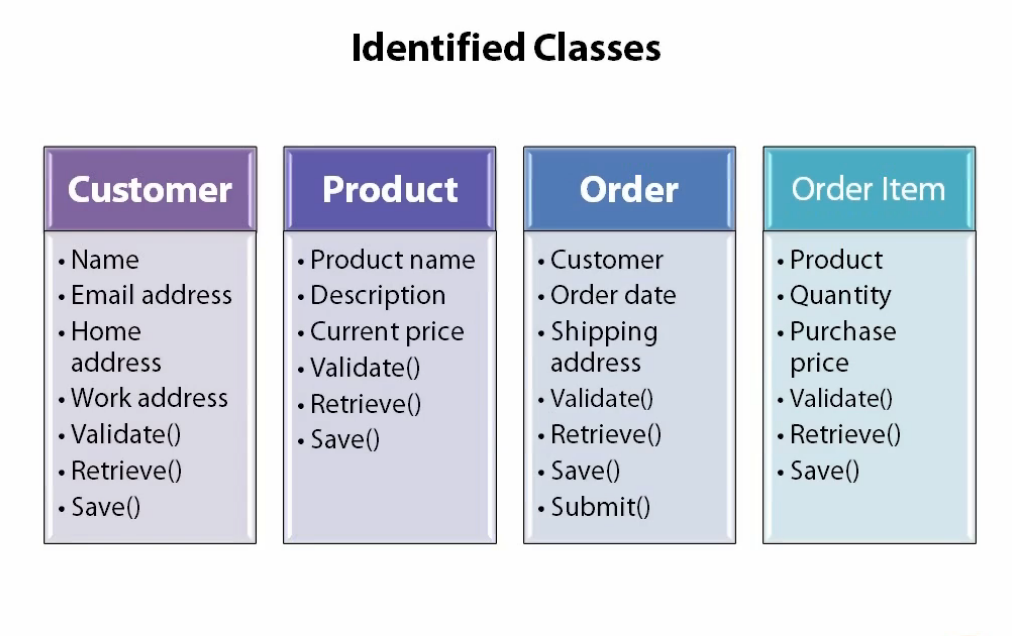 Identified Classes
Customer
• Name
• Email address
• Home
address
• Work address
• Validate()
• Retrieve()
• Save()
Product
• Product name
• Description
• Current price
• Validate()
• Retrieve()
• Save()
Order
• Customer
• Order date
• Shipping
address
• Validate()
• Retrieve()
• Save()
• Submit()
Order Item
• Product
• Quantity
• Purchase
price
• Validate()
• Retrieve()
• Save()